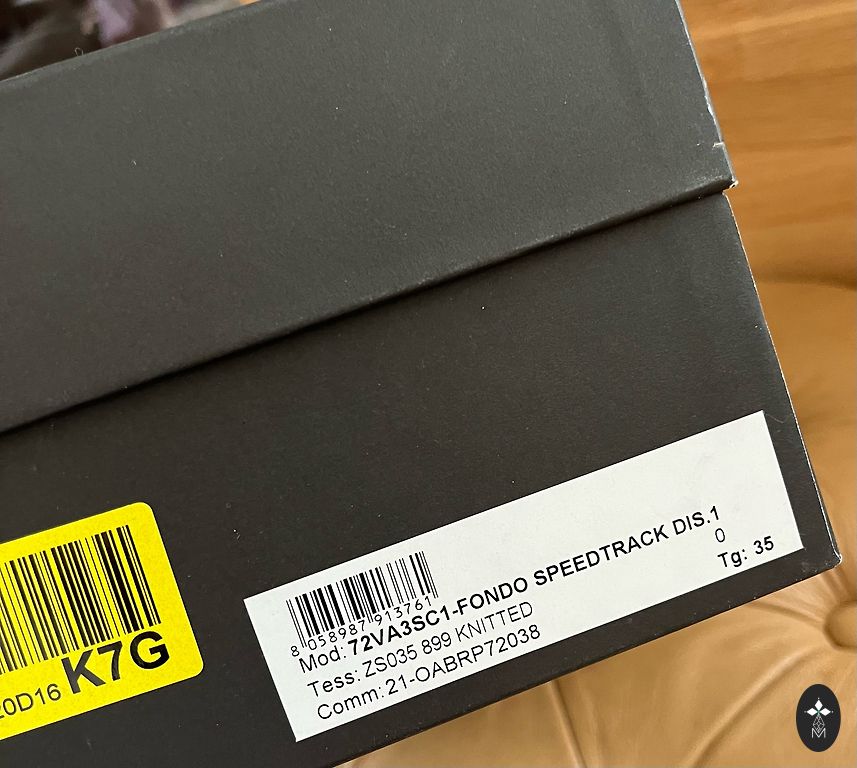 20D16 K7G
8 058987 913761
Mod: 72VA3SC1-FONDO SPEEDTRACK DIS.1
0
Tess: ZS035 899 KNITTED
Tg: 35
Comm: 21-OABRP72038
M